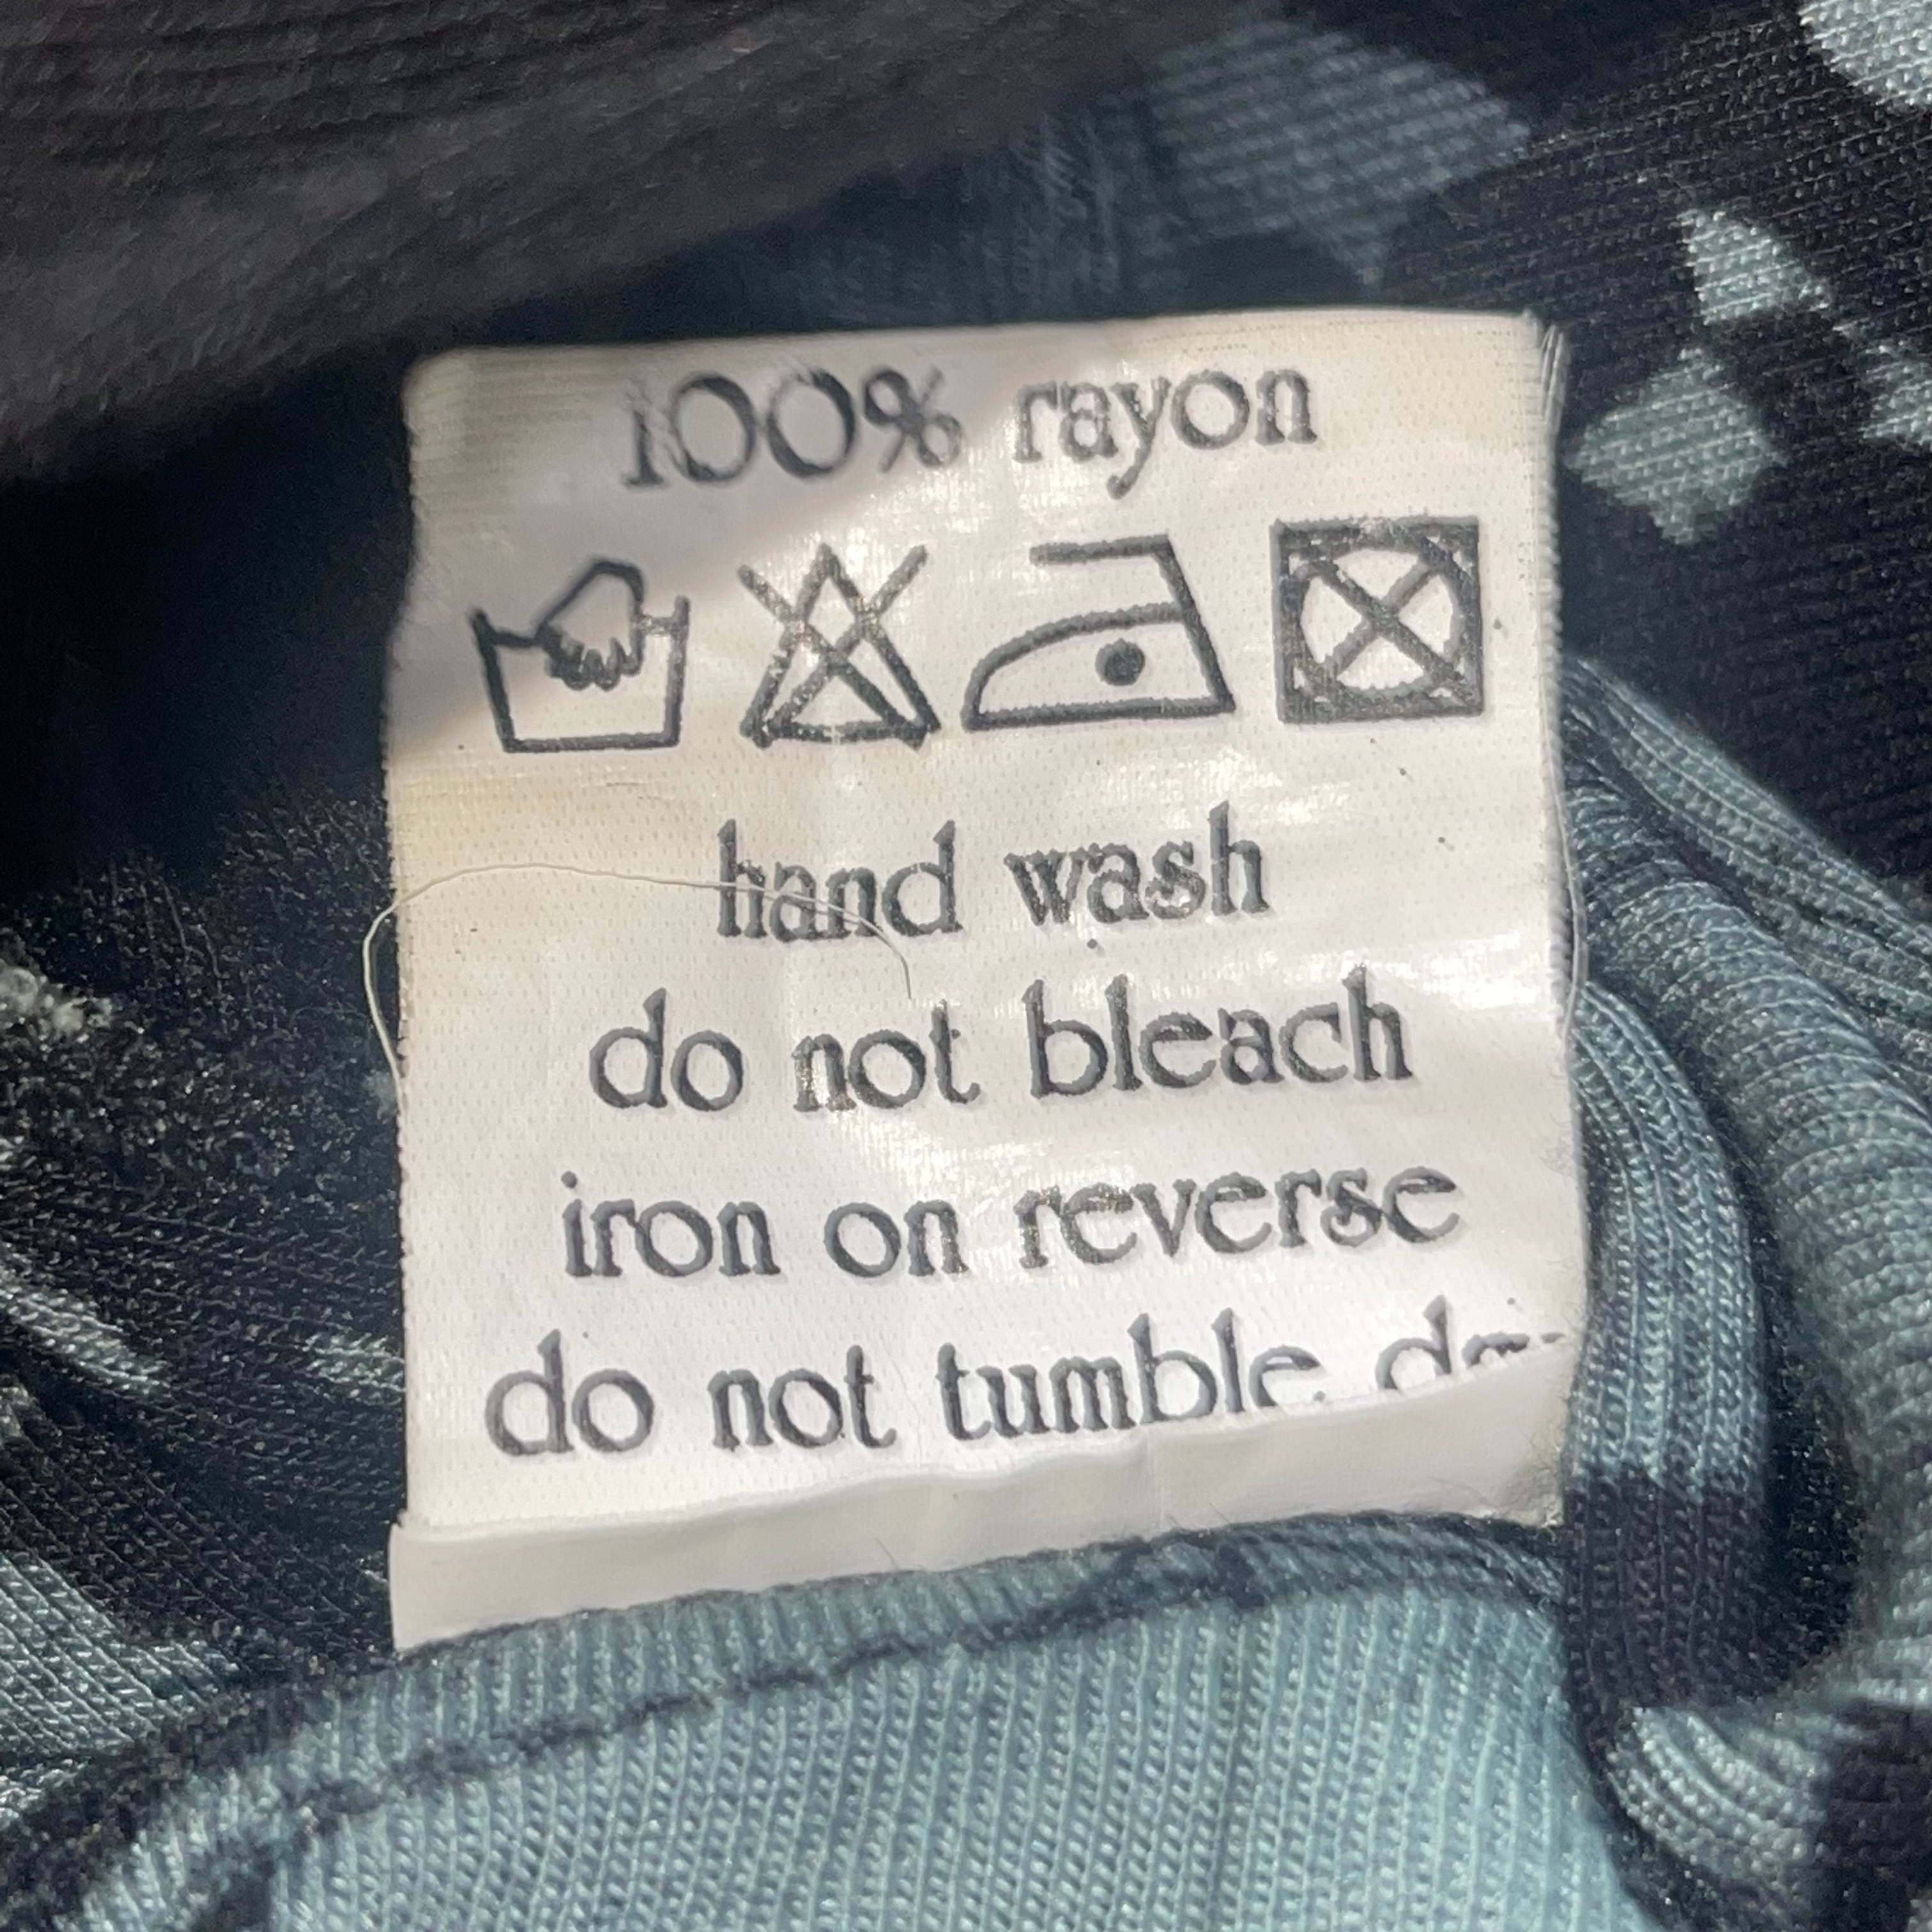 100% rayon
hand wash
do not bleach
iron on reverse
do not tumble